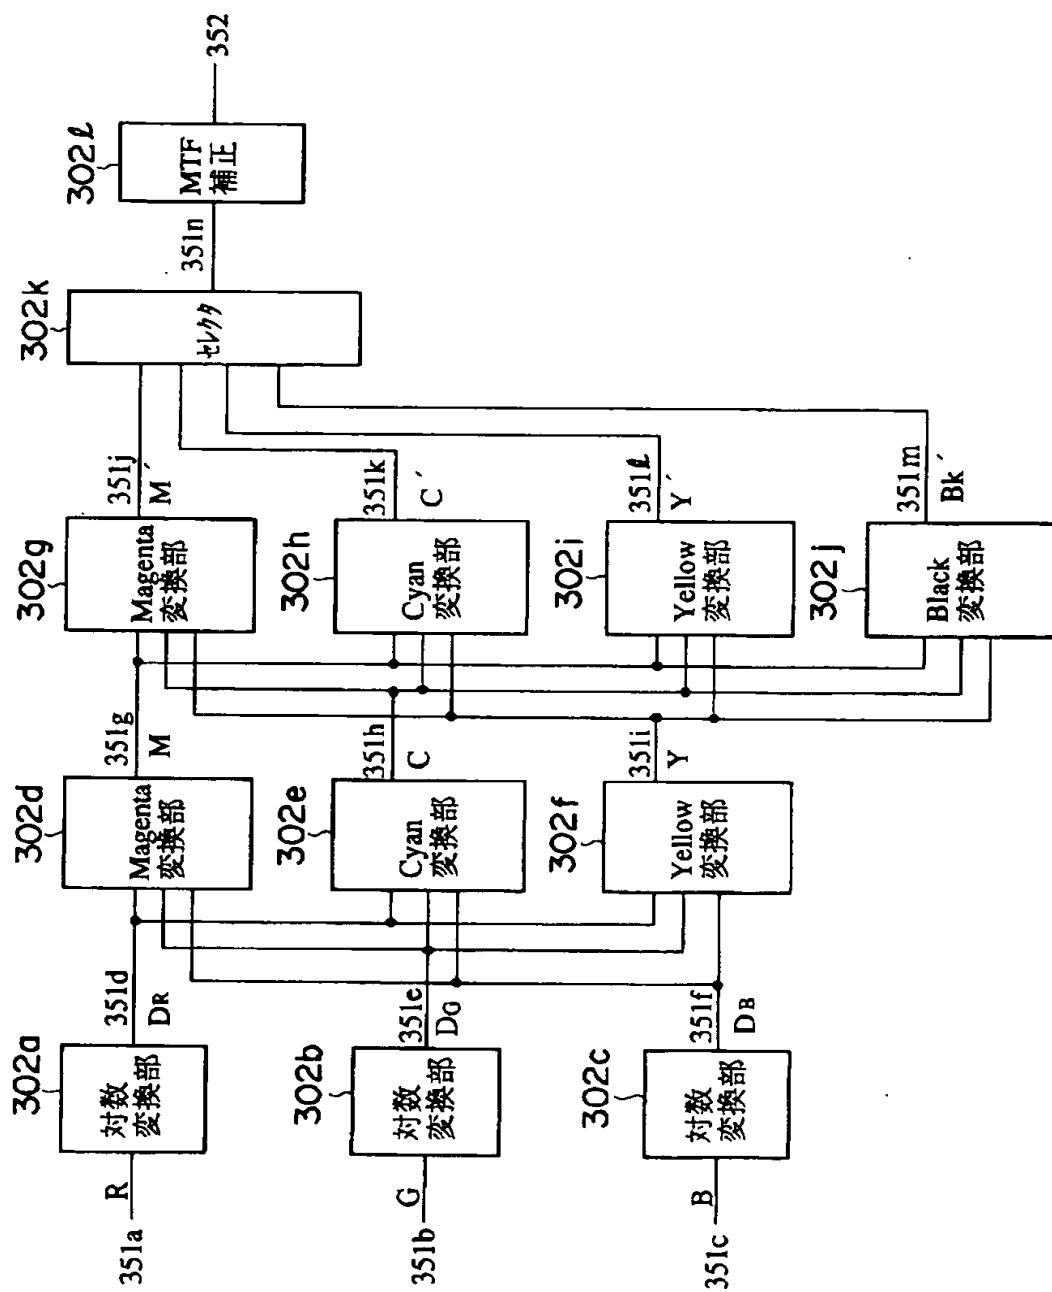 351a
R
302a
対数
変換部
351d
DR
302d
Magenta
変換部
351g
M
302g
Magenta
変換部
351j
M´
302k
セレクタ
351n
302ℓ
MTF
補正
352
351b
G
302b
対数
変換部
351e
DG
302e
Cyan
変換部
351h
C
302h
Cyan
変換部
351k
C´
351c
B
302c
対数
変換部
351f
DB
302f
Yellow
変換部
351i
Y
302i
Yellow
変換部
351ℓ
Y´
302j
Black
変換部
351m
Bk´